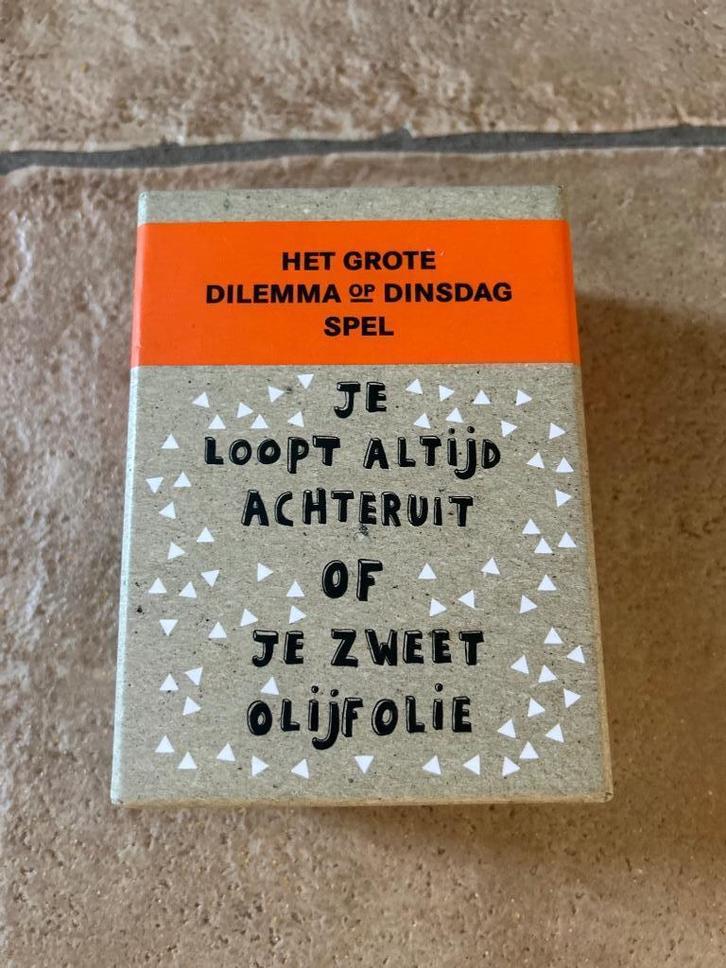 HET GROTE
DILEMMA OP DINSDAG
SPEL
JE
LOOPT ALTIJD
ACHTERUIT
OF
JE ZWEET
OLIJFOLIE